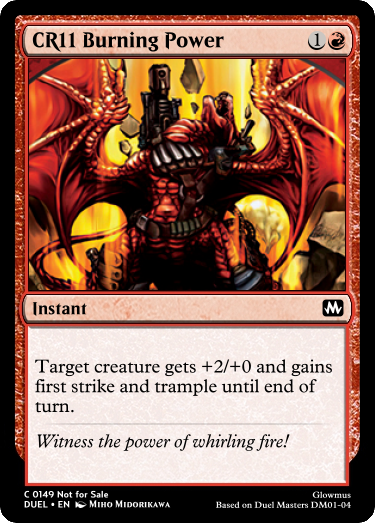 CR11 Burning Power 1
Instant M
Target creature gets +2/+0 and gains
first strike and trample until end of
turn.
Witness the power of whirling fire!
C 0149 Not for Sale Glowmus
DUEL • EN Miho Midorikawa Based on Duel Masters DM01-04